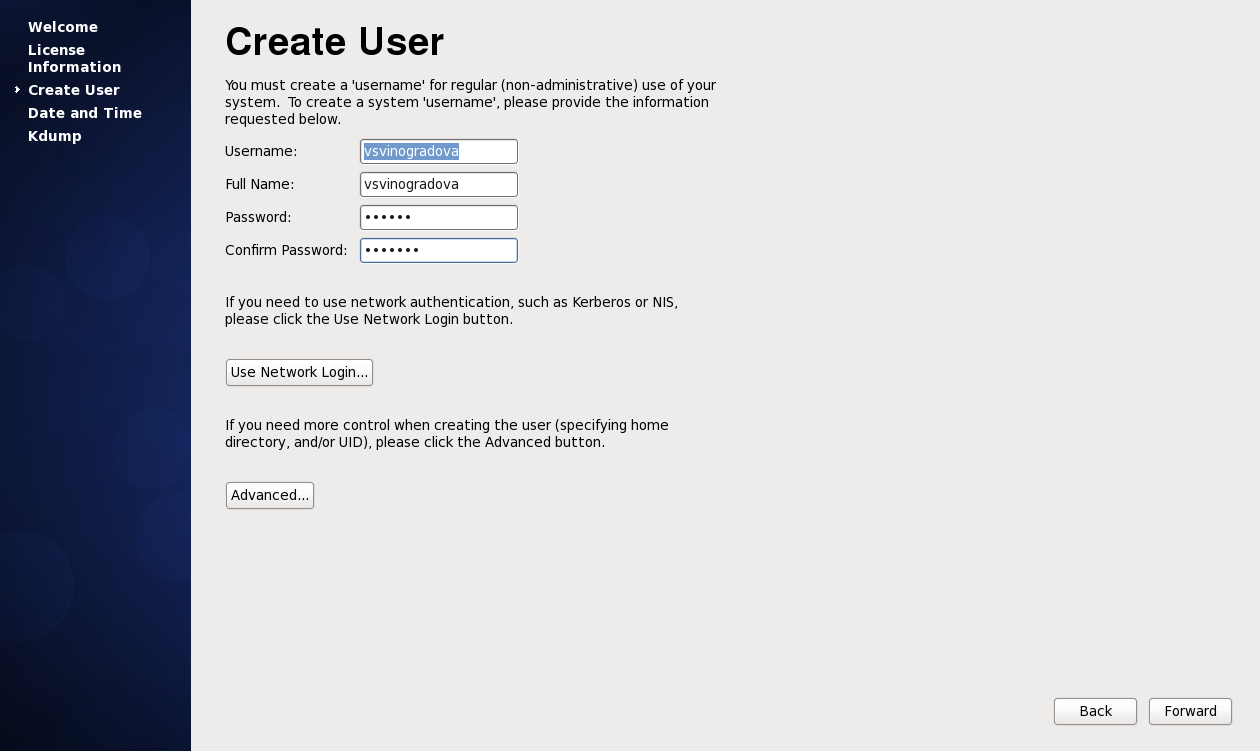 Welcome
License
Information
Create User
Date and Time
Kdump
Create User
You must create a 'username' for regular (non-administrative) use of your
system.  To create a system 'username', please provide the information
requested below.
Username: vsvinogradova
Full Name: vsvinogradova
Password: ••••••
Confirm Password: •••••••
If you need to use network authentication, such as Kerberos or NIS,
please click the Use Network Login button.
Use Network Login...
If you need more control when creating the user (specifying home
directory, and/or UID), please click the Advanced button.
Advanced...
Back Forward